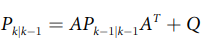 P_{k|k−1} = AP_{k−1|k−1}A^T + Q